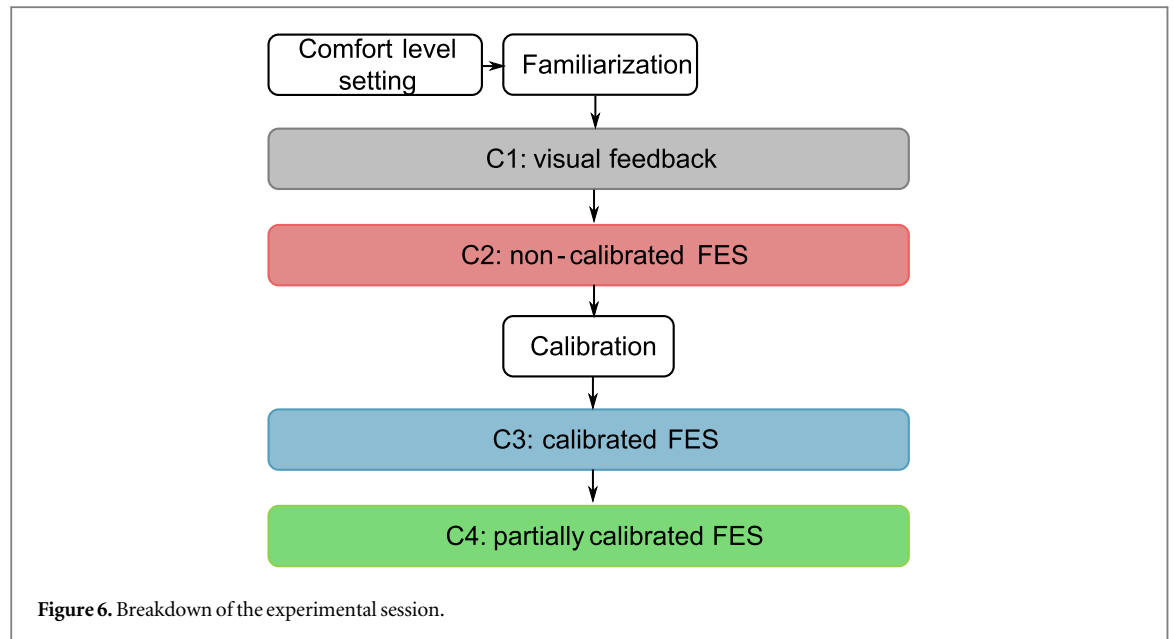 Comfort level
setting
Familiarization
C1: visual feedback
C2: non-calibrated FES
Calibration
C3: calibrated FES
C4: partially calibrated FES
Figure 6. Breakdown of the experimental session.